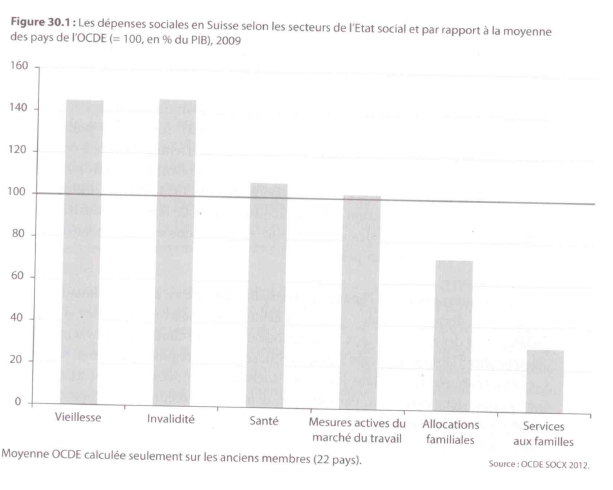 Figure 30.1 : Les dépenses sociales en Suisse selon les secteurs de l'Etat social et par rapport à la moyenne
des pays de l'OCDE (= 100, en % du PIB), 2009
160
140
120
100
80
60
40
20
0
Vieillesse
Invalidité
Santé
Mesures actives du
marché du travail
Allocations
familiales
Services
aux familles
Moyenne OCDE calculée seulement sur les anciens membres (22 pays).
Source : OCDE SOCX 2012.